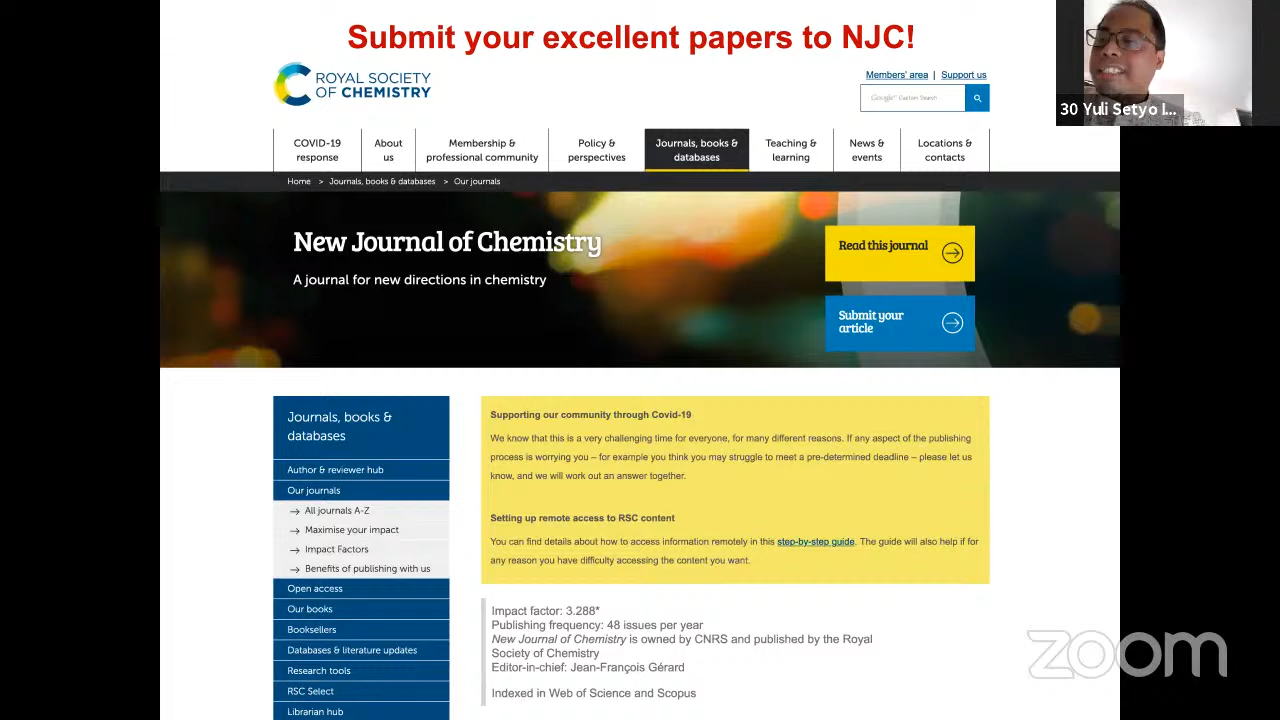 Submit your excellent papers to NJC!
30 Yuli Setyo I...
ROYAL SOCIETY
OF CHEMISTRY
Members' area | Support us
Google Custom Search
COVID-19
response
About
us
Membership &
professional community
Policy &
perspectives
Journals, books &
databases
Teaching &
learning
News &
events
Locations &
contacts
Home > Journals, books & databases > Our journals
New Journal of Chemistry
A journal for new directions in chemistry
Read this journal
Submit your
article
Journals, books &
databases
Author & reviewer hub
Our journals
All journals A-Z
Maximise your impact
Impact Factors
Benefits of publishing with us
Open access
Our books
Booksellers
Databases & literature updates
Research tools
RSC Select
Librarian hub
Supporting our community through Covid-19
We know that this is a very challenging time for everyone, for many different reasons. If any aspect of the publishing
process is worrying you – for example you think you may struggle to meet a pre-determined deadline – please let us
know, and we will work out an answer together.
Setting up remote access to RSC content
You can find details about how to access information remotely in this step-by-step guide. The guide will also help if for
any reason you have difficulty accessing the content you want.
Impact factor: 3.288*
Publishing frequency: 48 issues per year
New Journal of Chemistry is owned by CNRS and published by the Royal
Society of Chemistry
Editor-in-chief: Jean-François Gérard
Indexed in Web of Science and Scopus
zoom